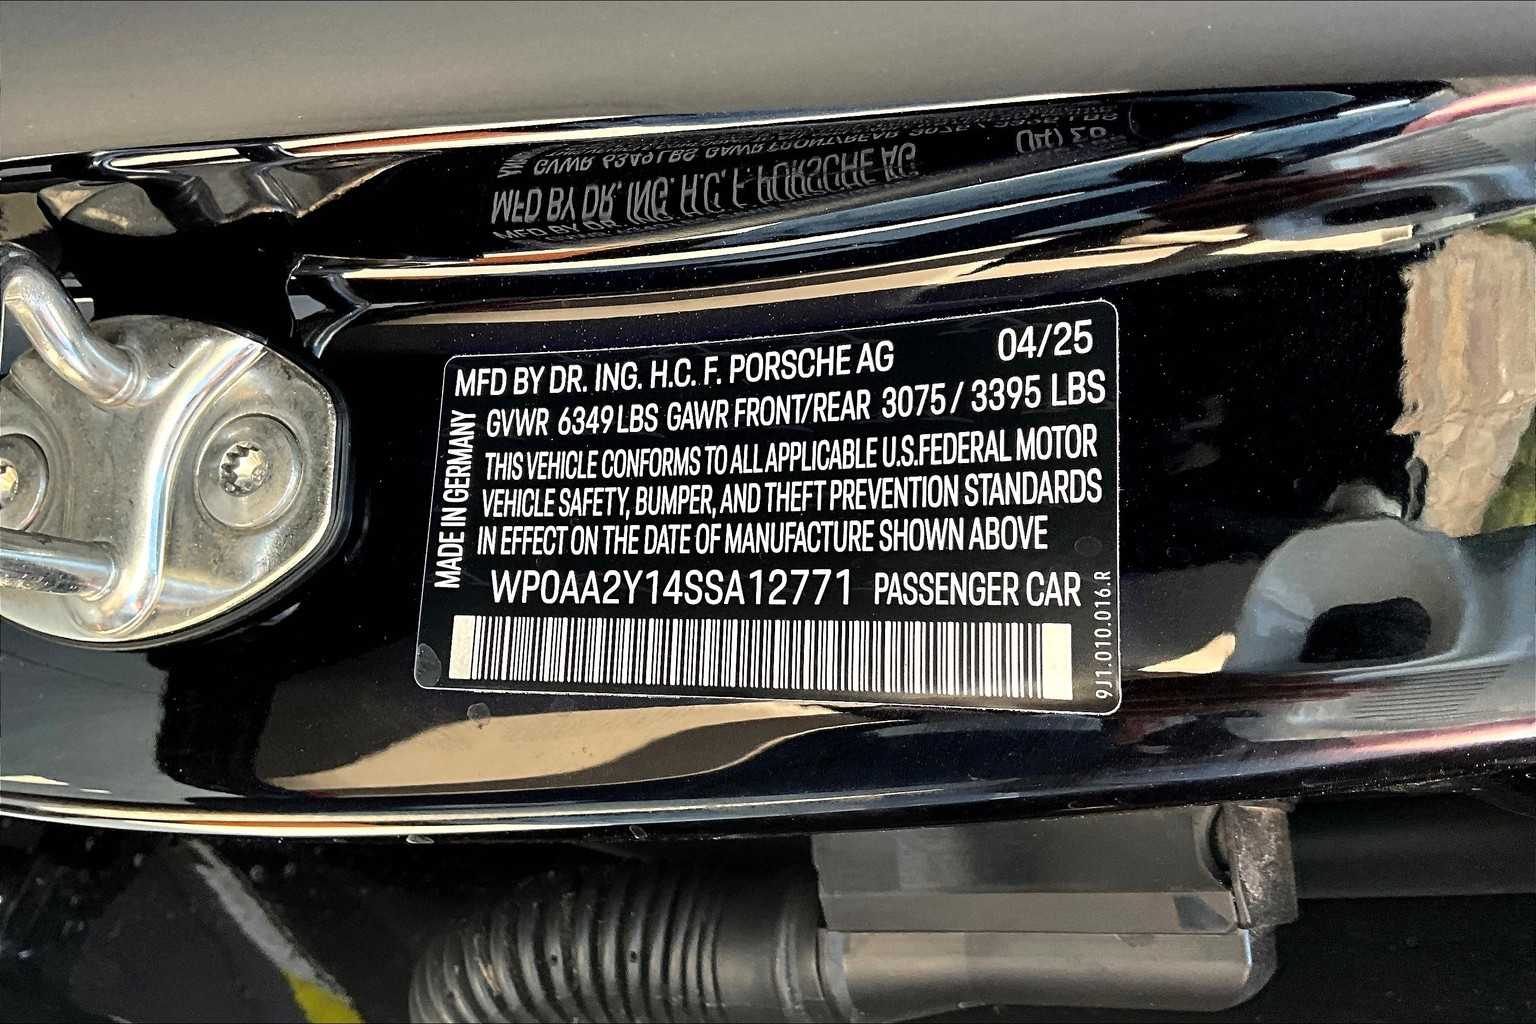 MFD BY DR. ING. H.C. F. PORSCHE AG 04/25
GVWR 6349 LBS GAWR FRONT/REAR 3075 / 3395 LBS
THIS VEHICLE CONFORMS TO ALL APPLICABLE U.S.FEDERAL MOTOR
VEHICLE SAFETY, BUMPER, AND THEFT PREVENTION STANDARDS
IN EFFECT ON THE DATE OF MANUFACTURE SHOWN ABOVE
WP0AA2Y14SSA12771 PASSENGER CAR
MADE IN GERMANY
9J1.010.016.R